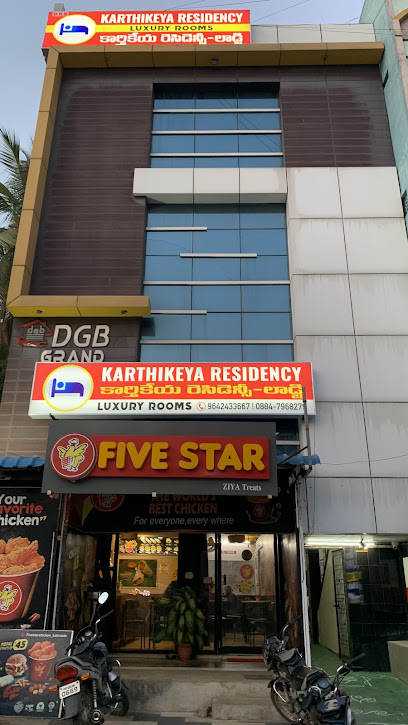 KARTHIKEYA RESIDENCY
LUXURY ROOMS
కార్తికేయ రెసిడెన్సి-లాడ్జి
dgb
DGB
GRAND
KARTHIKEYA RESIDENCY
కార్తికేయ రెసిడెన్సి-లాడ్జి
LUXURY ROOMS 9642433667 | 0884-796827
FIVE STAR
ZIYA Treats
THE WORLD'S
BEST CHICKEN
For everyone, every where
Your
favorite
chicken
45